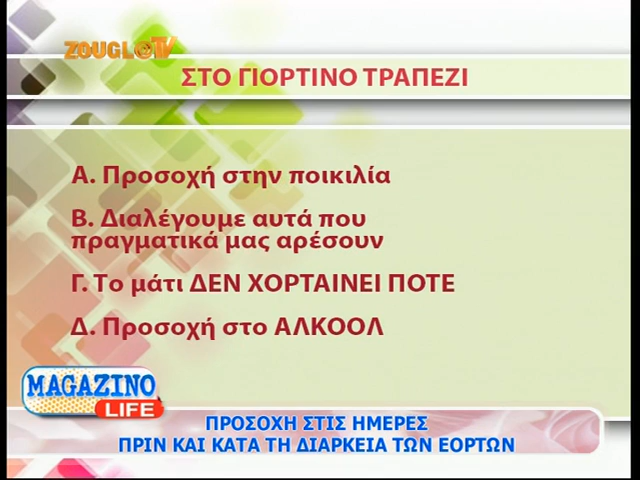 ZOUGL@TV
ΣΤΟ ΓΙΟΡΤΙΝΟ ΤΡΑΠΕΖΙ
Α. Προσοχή στην ποικιλία
Β. Διαλέγουμε αυτά που
πραγματικά μας αρέσουν
Γ. Το μάτι ΔΕΝ ΧΟΡΤΑΙΝΕΙ ΠΟΤΕ
Δ. Προσοχή στο ΑΛΚΟΟΛ
MAGAZINO
LIFE
ΠΡΟΣΟΧΗ ΣΤΙΣ ΗΜΕΡΕΣ
ΠΡΙΝ ΚΑΙ ΚΑΤΑ ΤΗ ΔΙΑΡΚΕΙΑ ΤΩΝ ΕΟΡΤΩΝ